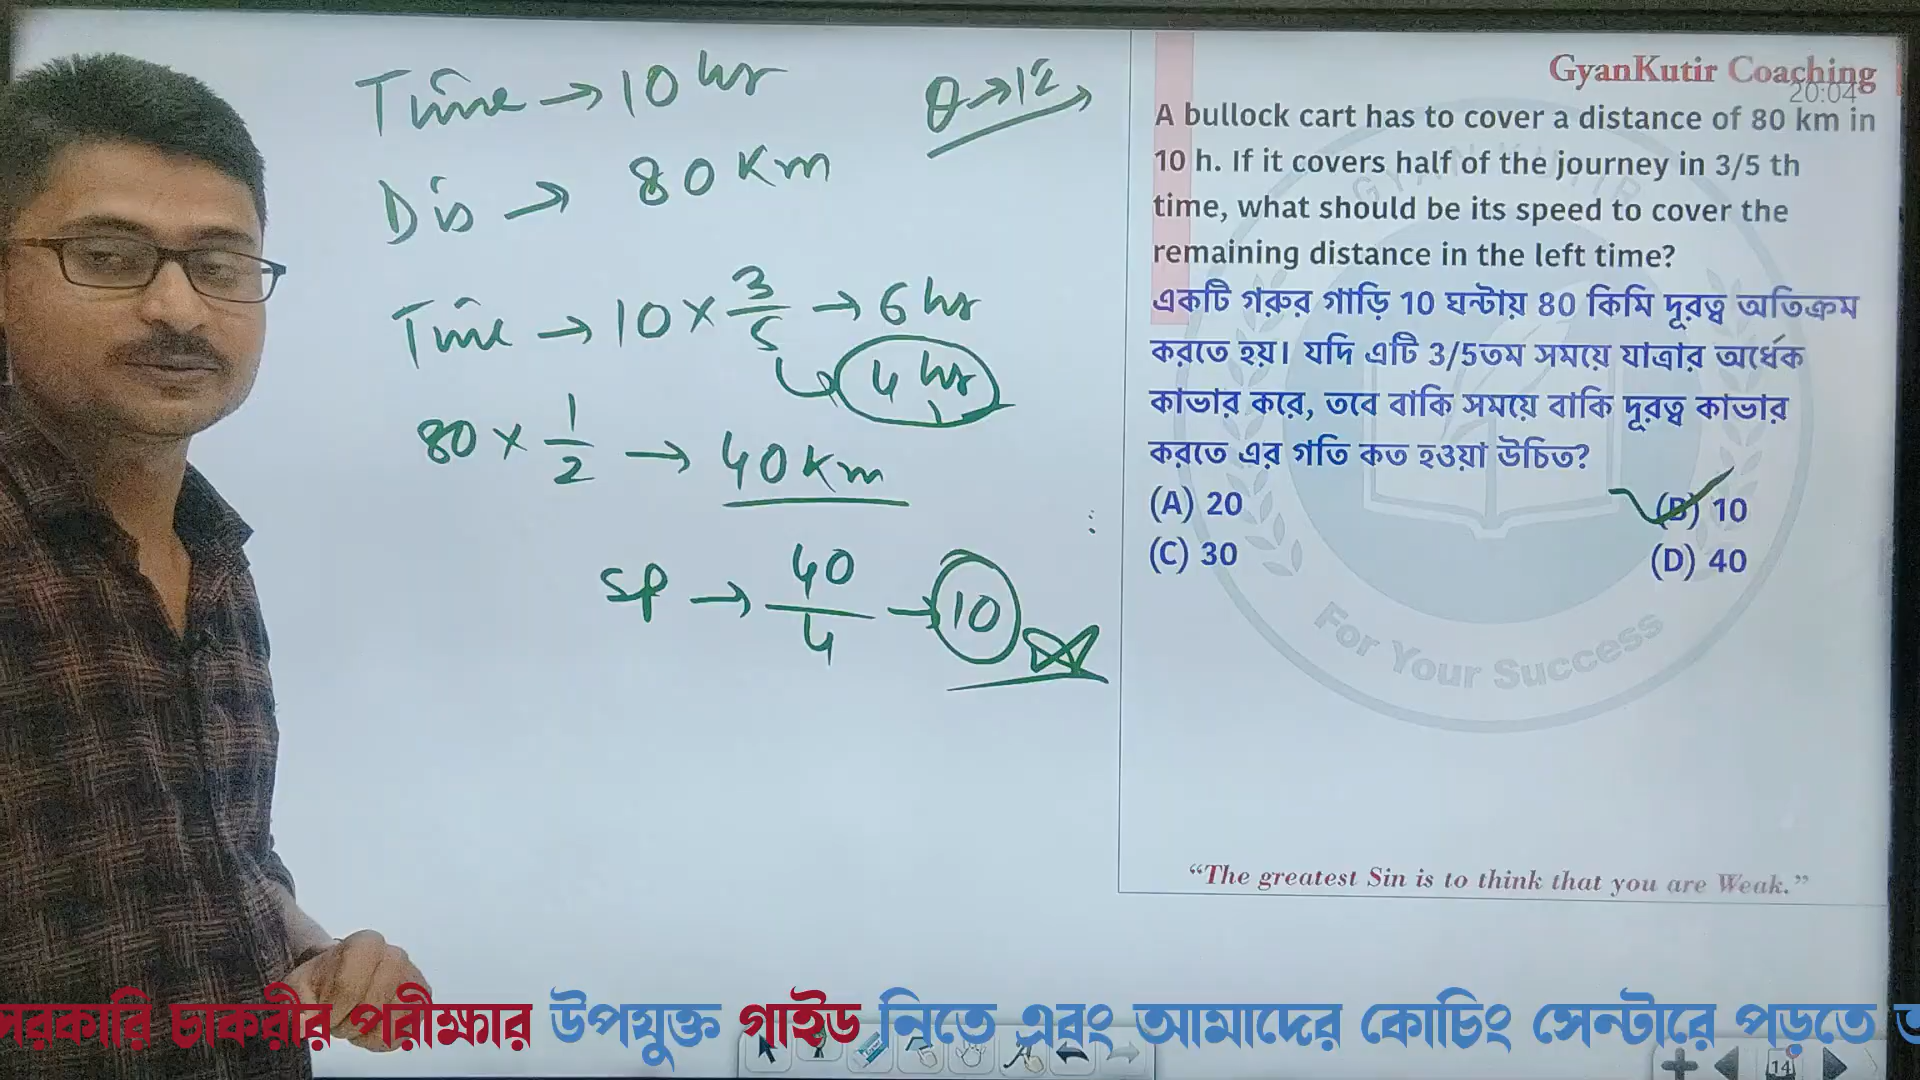 Time → 10 hr
Dis → 80 Km
Time → 10 × 3/5 → 6 hr
4 hr
80 × 1/2 → 40 Km
SP → 40/4 → 10
θ → 12
GyanKutir Coaching
20:04
A bullock cart has to cover a distance of 80 km in
10 h. If it covers half of the journey in 3/5 th
time, what should be its speed to cover the
remaining distance in the left time?
একটি গরুর গাড়ি 10 ঘন্টায় 80 কিমি দূরত্ব অতিক্রম
করতে হয়। যদি এটি 3/5তম সময়ে যাত্রার অর্ধেক
কাভার করে, তবে বাকি সময়ে বাকি দূরত্ব কাভার
করতে এর গতি কত হওয়া উচিত?
(A) 20 (B) 10
(C) 30 (D) 40
For Your Success
“The greatest Sin is to think that you are Weak.”
সরকারি চাকরীর পরীক্ষার উপযুক্ত গাইড নিতে এবং আমাদের কোচিং সেন্টারে পড়তে
14